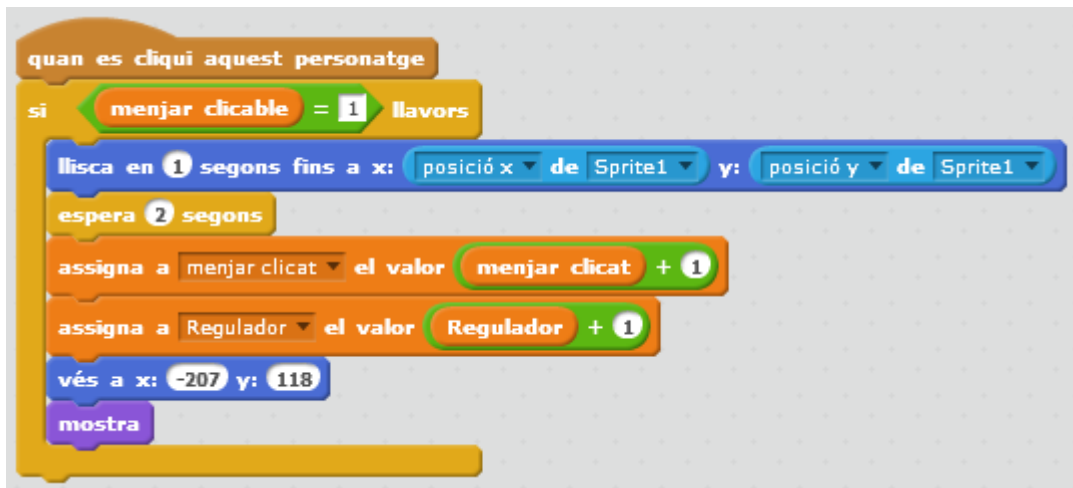 quan es cliqui aquest personatge
si menjar clicable = 1 llavors
llisca en 1 segons fins a x: posició x de Sprite1 y: posició y de Sprite1
espera 2 segons
assigna a menjar clicat el valor menjar clicat + 1
assigna a Regulador el valor Regulador + 1
vés a x: -207 y: 118
mostra